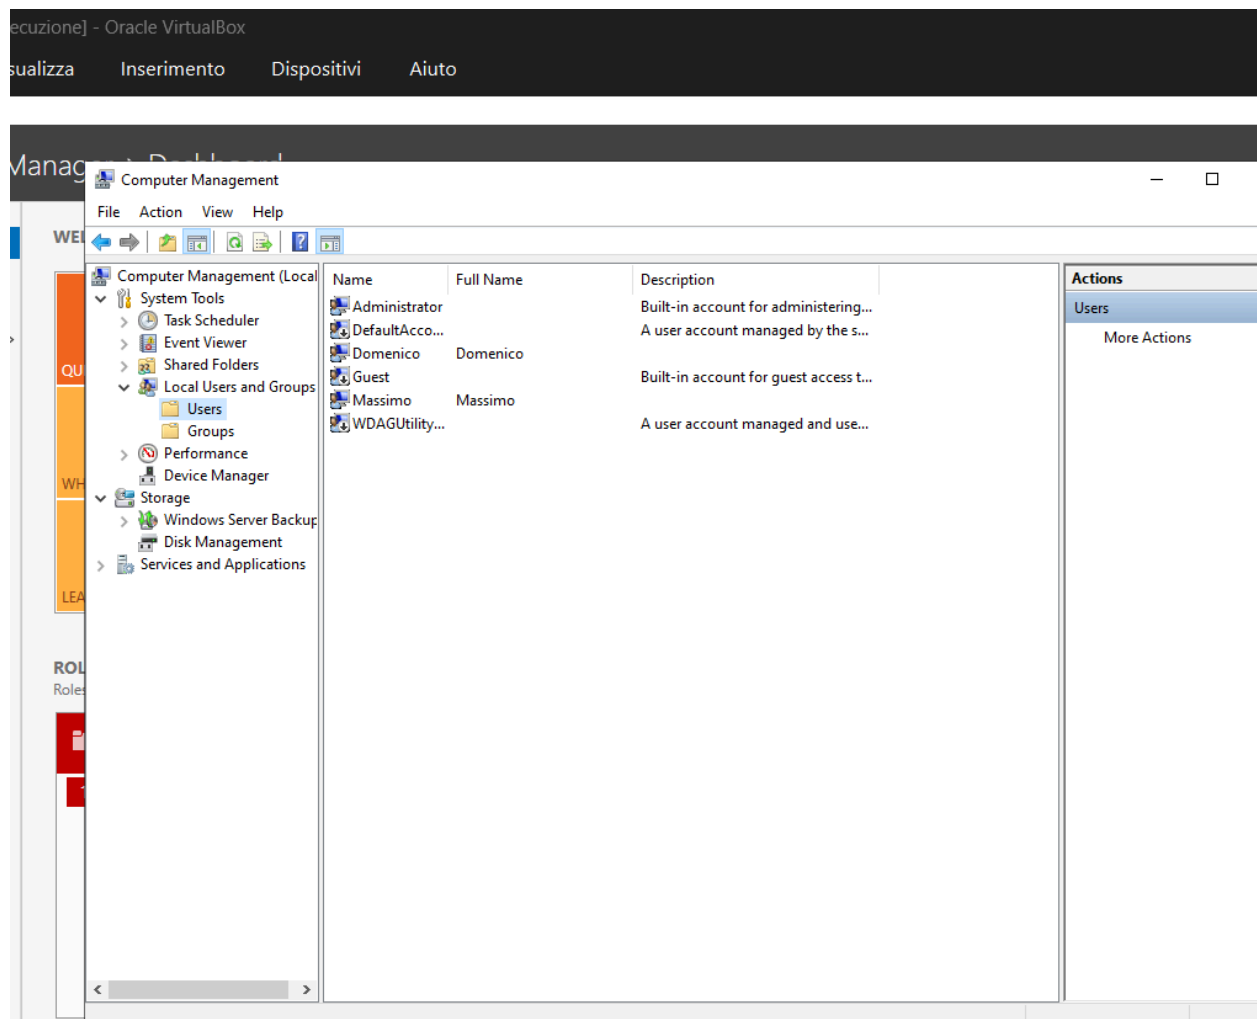 ecuzione] - Oracle VirtualBox
sualizza Inserimento Dispositivi Aiuto
Manag
Computer Management
File Action View Help
WEL
Computer Management (Local
System Tools
Task Scheduler
Event Viewer
Shared Folders
Local Users and Groups
Users
Groups
Performance
Device Manager
Storage
Windows Server Backup
Disk Management
Services and Applications
Name Full Name Description
Administrator Built-in account for administering...
DefaultAcco... A user account managed by the s...
Domenico Domenico
Guest Built-in account for guest access t...
Massimo Massimo
WDAGUtility... A user account managed and use...
Actions
Users
More Actions
QU
WH
LEA
ROL
Roles